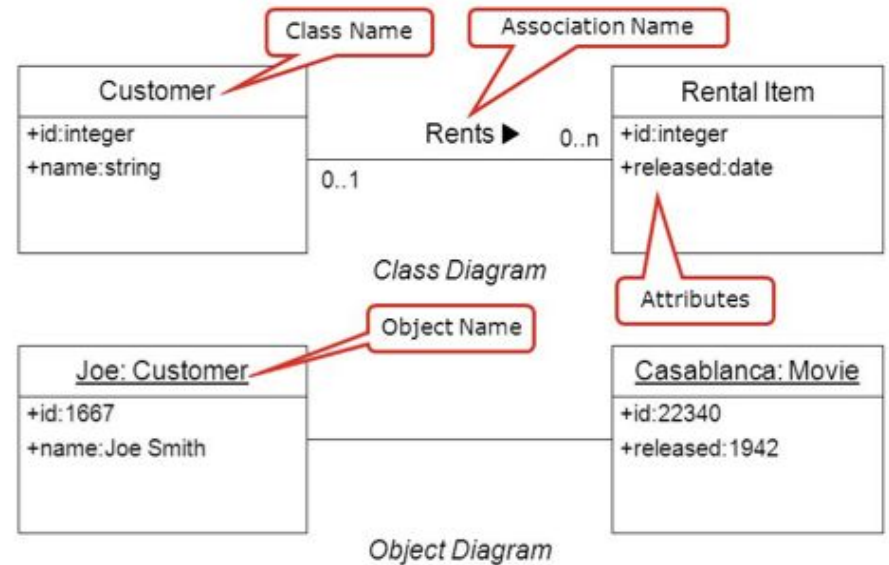 Class Name
Association Name
Customer
Rental Item
+id:integer
+name:string
Rents ▶
0..n
0..1
+id:integer
+released:date
Class Diagram
Attributes
Object Name
Joe: Customer
Casablanca: Movie
+id:1667
+name:Joe Smith
+id:22340
+released:1942
Object Diagram